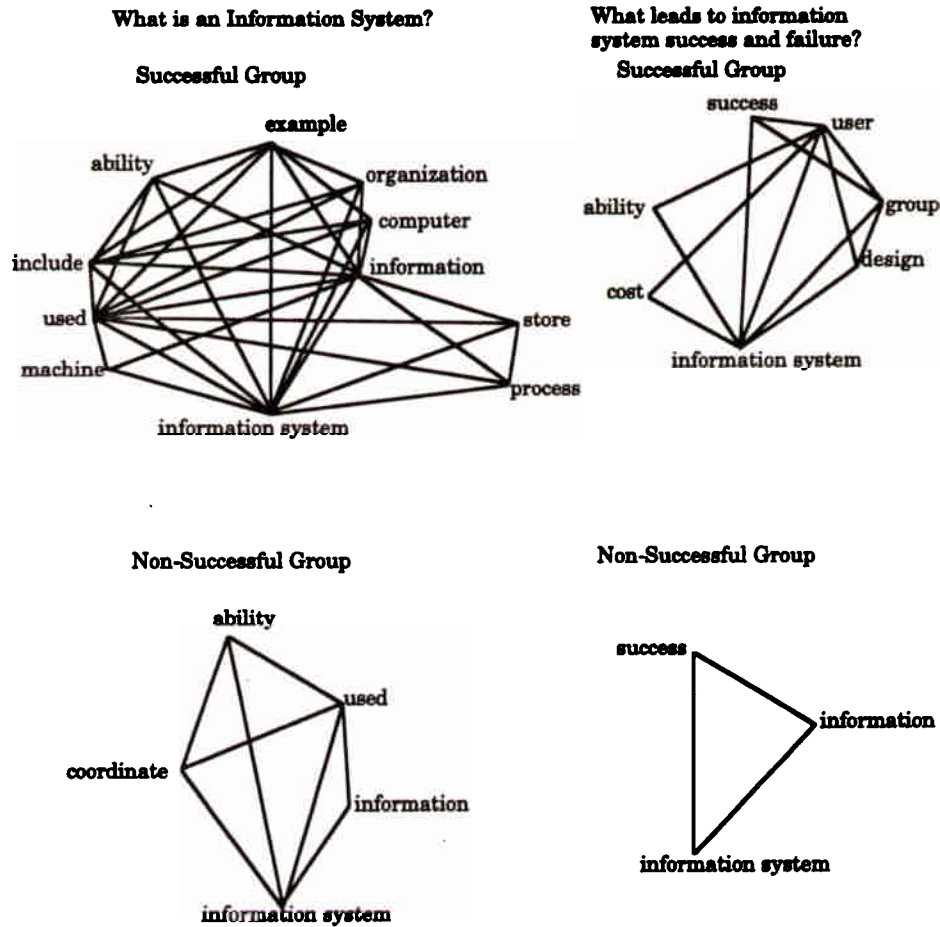 What is an Information System?
Successful Group
example
ability
organization
computer
include
information
used
store
machine
process
information system
What leads to information
system success and failure?
Successful Group
success
user
ability
group
design
cost
information system
Non-Successful Group
ability
used
coordinate
information
information system
Non-Successful Group
success
information
information system